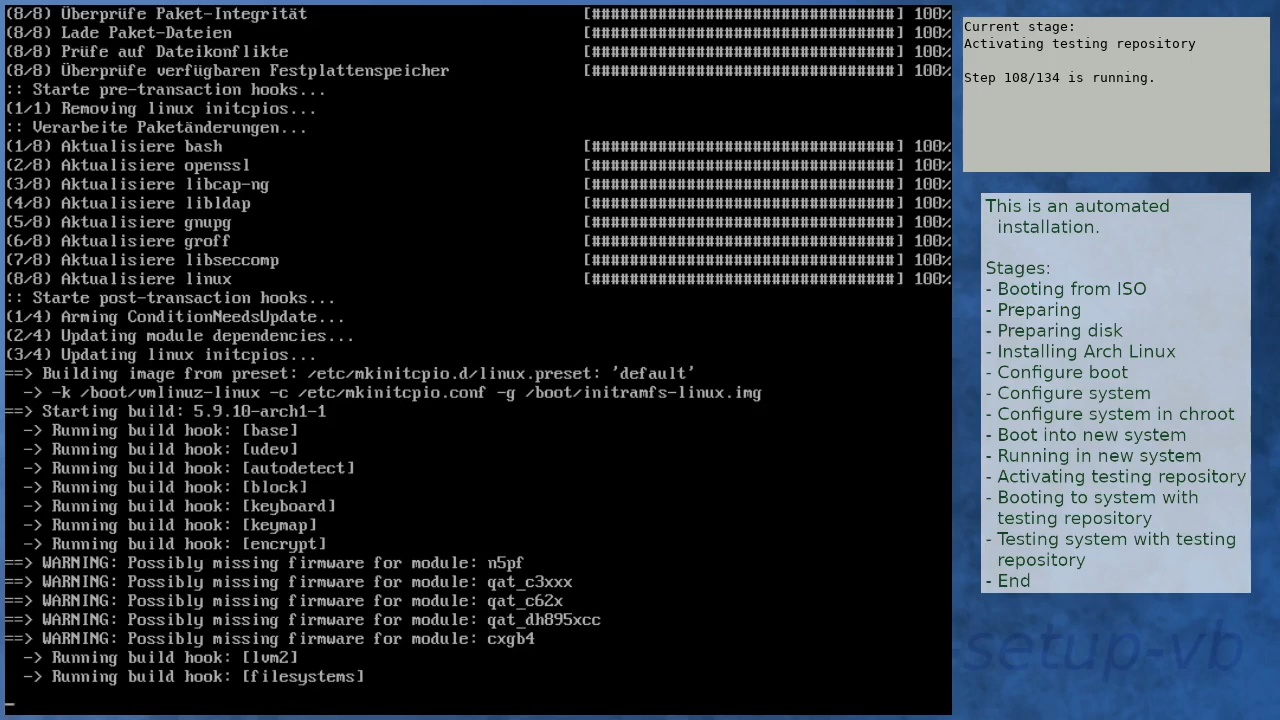 (8/8) Überprüfe Paket-Integrität [################################] 100%
(8/8) Lade Paket-Dateien [################################] 100%
(8/8) Prüfe auf Dateikonflikte [################################] 100%
(8/8) Überprüfe verfügbaren Festplattenspeicher [################################] 100%
:: Starte pre-transaction hooks...
(1/1) Removing linux initcpios...
:: Verarbeite Paketänderungen...
(1/8) Aktualisiere bash [################################] 100%
(2/8) Aktualisiere openssl [################################] 100%
(3/8) Aktualisiere libcap-ng [################################] 100%
(4/8) Aktualisiere libldap [################################] 100%
(5/8) Aktualisiere gnupg [################################] 100%
(6/8) Aktualisiere groff [################################] 100%
(7/8) Aktualisiere libseccomp [################################] 100%
(8/8) Aktualisiere linux [################################] 100%
:: Starte post-transaction hooks...
(1/4) Arming ConditionNeedsUpdate...
(2/4) Updating module dependencies...
(3/4) Updating linux initcpios...
==> Building image from preset: /etc/mkinitcpio.d/linux.preset: 'default'
-> -k /boot/vmlinuz-linux -c /etc/mkinitcpio.conf -g /boot/initramfs-linux.img
==> Starting build: 5.9.10-arch1-1
-> Running build hook: [base]
-> Running build hook: [udev]
-> Running build hook: [autodetect]
-> Running build hook: [block]
-> Running build hook: [keyboard]
-> Running build hook: [keymap]
-> Running build hook: [encrypt]
==> WARNING: Possibly missing firmware for module: n5pf
==> WARNING: Possibly missing firmware for module: qat_c3xxx
==> WARNING: Possibly missing firmware for module: qat_c62x
==> WARNING: Possibly missing firmware for module: qat_dh895xcc
==> WARNING: Possibly missing firmware for module: cxgb4
-> Running build hook: [lvm2]
-> Running build hook: [filesystems]
_
Current stage:
Activating testing repository
Step 108/134 is running.
This is an automated
installation.
Stages:
- Booting from ISO
- Preparing
- Preparing disk
- Installing Arch Linux
- Configure boot
- Configure system
- Configure system in chroot
- Boot into new system
- Running in new system
- Activating testing repository
- Booting to system with
testing repository
- Testing system with testing
repository
- End
setup-vb